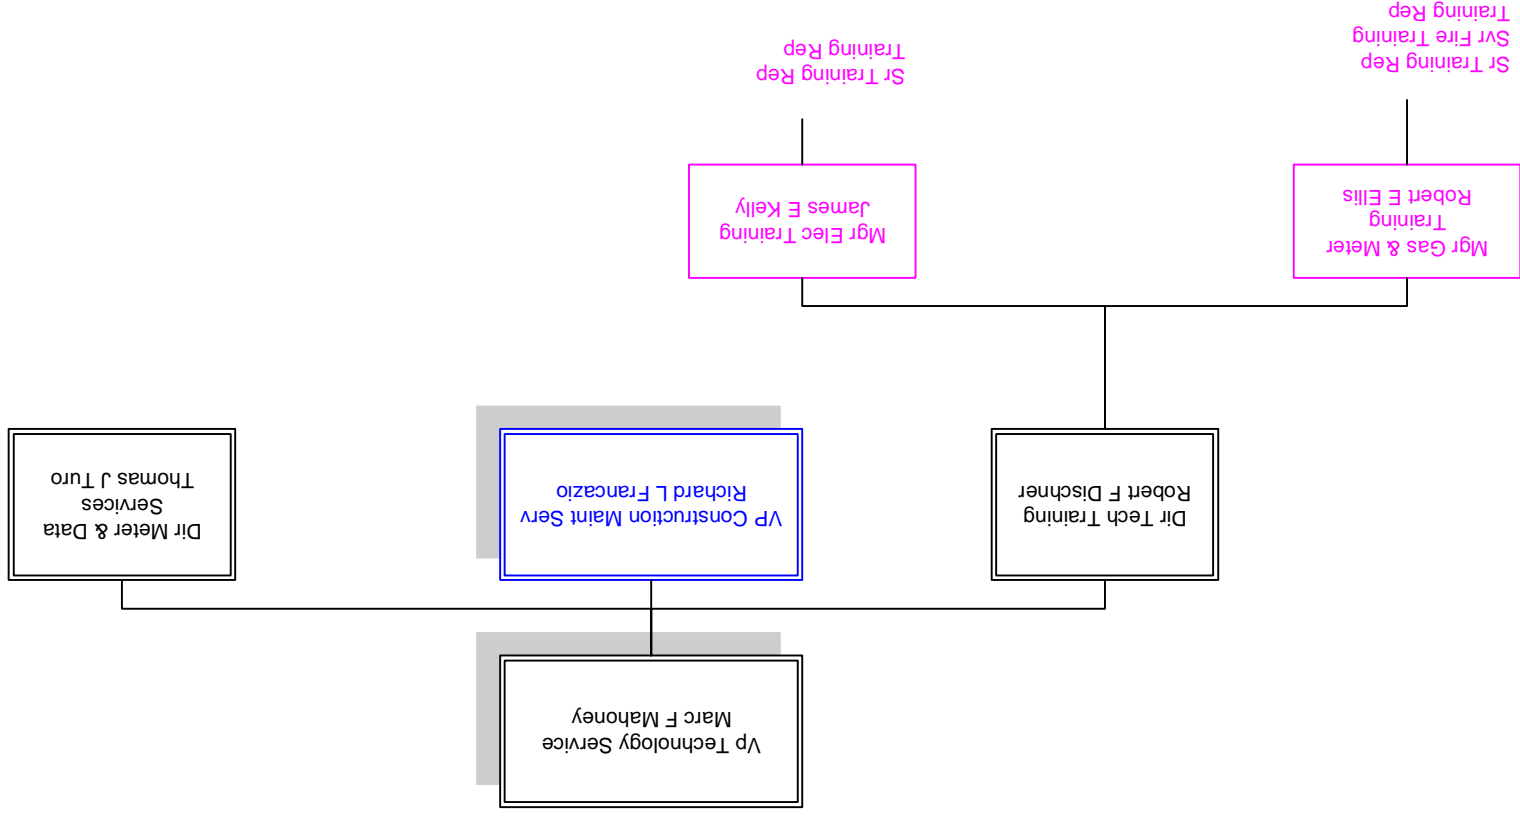 Vp Technology Service
Marc F Mahoney
Dir Tech Training
Robert F Dischner
VP Construction Maint Serv
Richard L Francazio
Dir Meter & Data
Services
Thomas J Turo
Mgr Gas & Meter
Training
Robert E Ellis
Mgr Elec Training
James E Kelly
Sr Training Rep
Svr Fire Training
Training Rep
Sr Training Rep
Training Rep